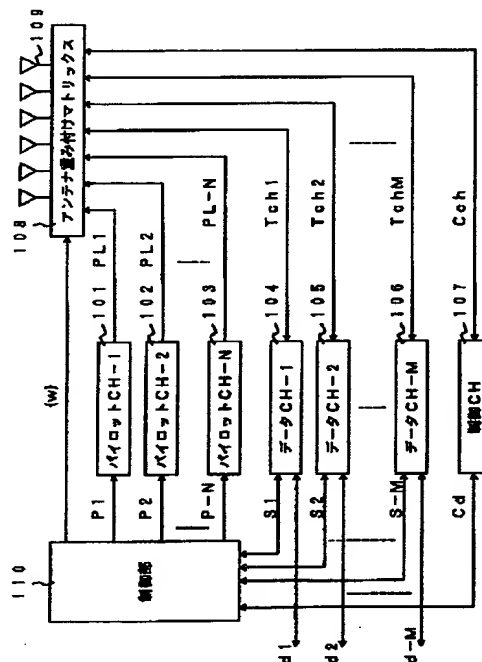 109
アンテナ重み付けマトリックス
108
{w}
PL1
PL2
PL-N
Tch1
Tch2
TchM
Cch
101
102
103
104
105
106
107
パイロットCH-1
パイロットCH-2
パイロットCH-N
データCH-1
データCH-2
データCH-M
制御CH
P1
P2
P-N
S1
S2
S-M
Cd
110
制御部
d1
d2
d-M